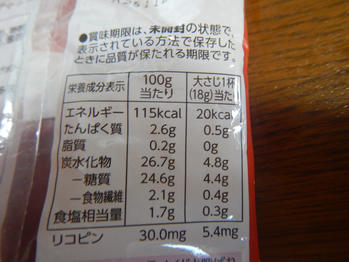 ●賞味期限は、未開封の状態で、
表示されている方法で保存した
ときに品質が保たれる期限です。
栄養成分表示 100g当たり 大さじ1杯(18g)当たり
エネルギー 115kcal 20kcal
たんぱく質 2.6g 0.5g
脂質 0.2g 0g
炭水化物 26.7g 4.8g
－糖質 24.6g 4.4g
－食物繊維 2.1g 0.4g
食塩相当量 1.7g 0.3g
リコピン 30.0mg 5.4mg